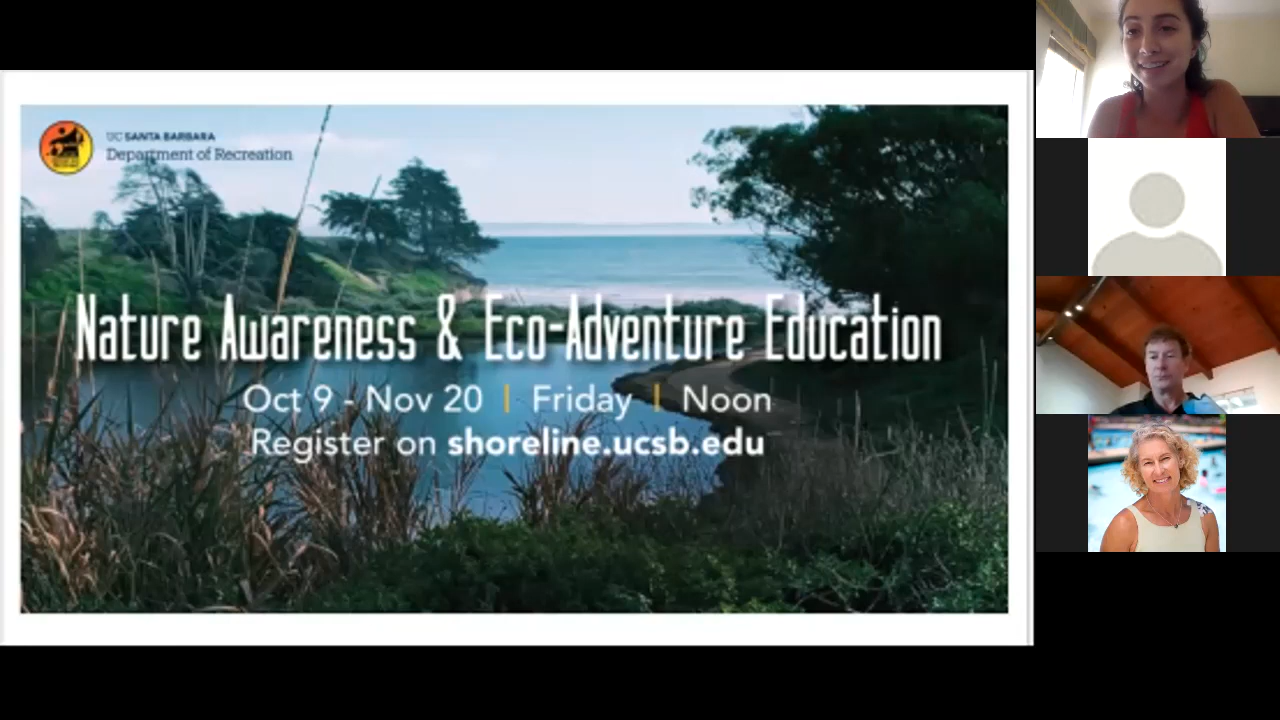 UC SANTA BARBARA
Department of Recreation
Nature Awareness & Eco-Adventure Education
Oct 9 - Nov 20 | Friday | Noon
Register on shoreline.ucsb.edu